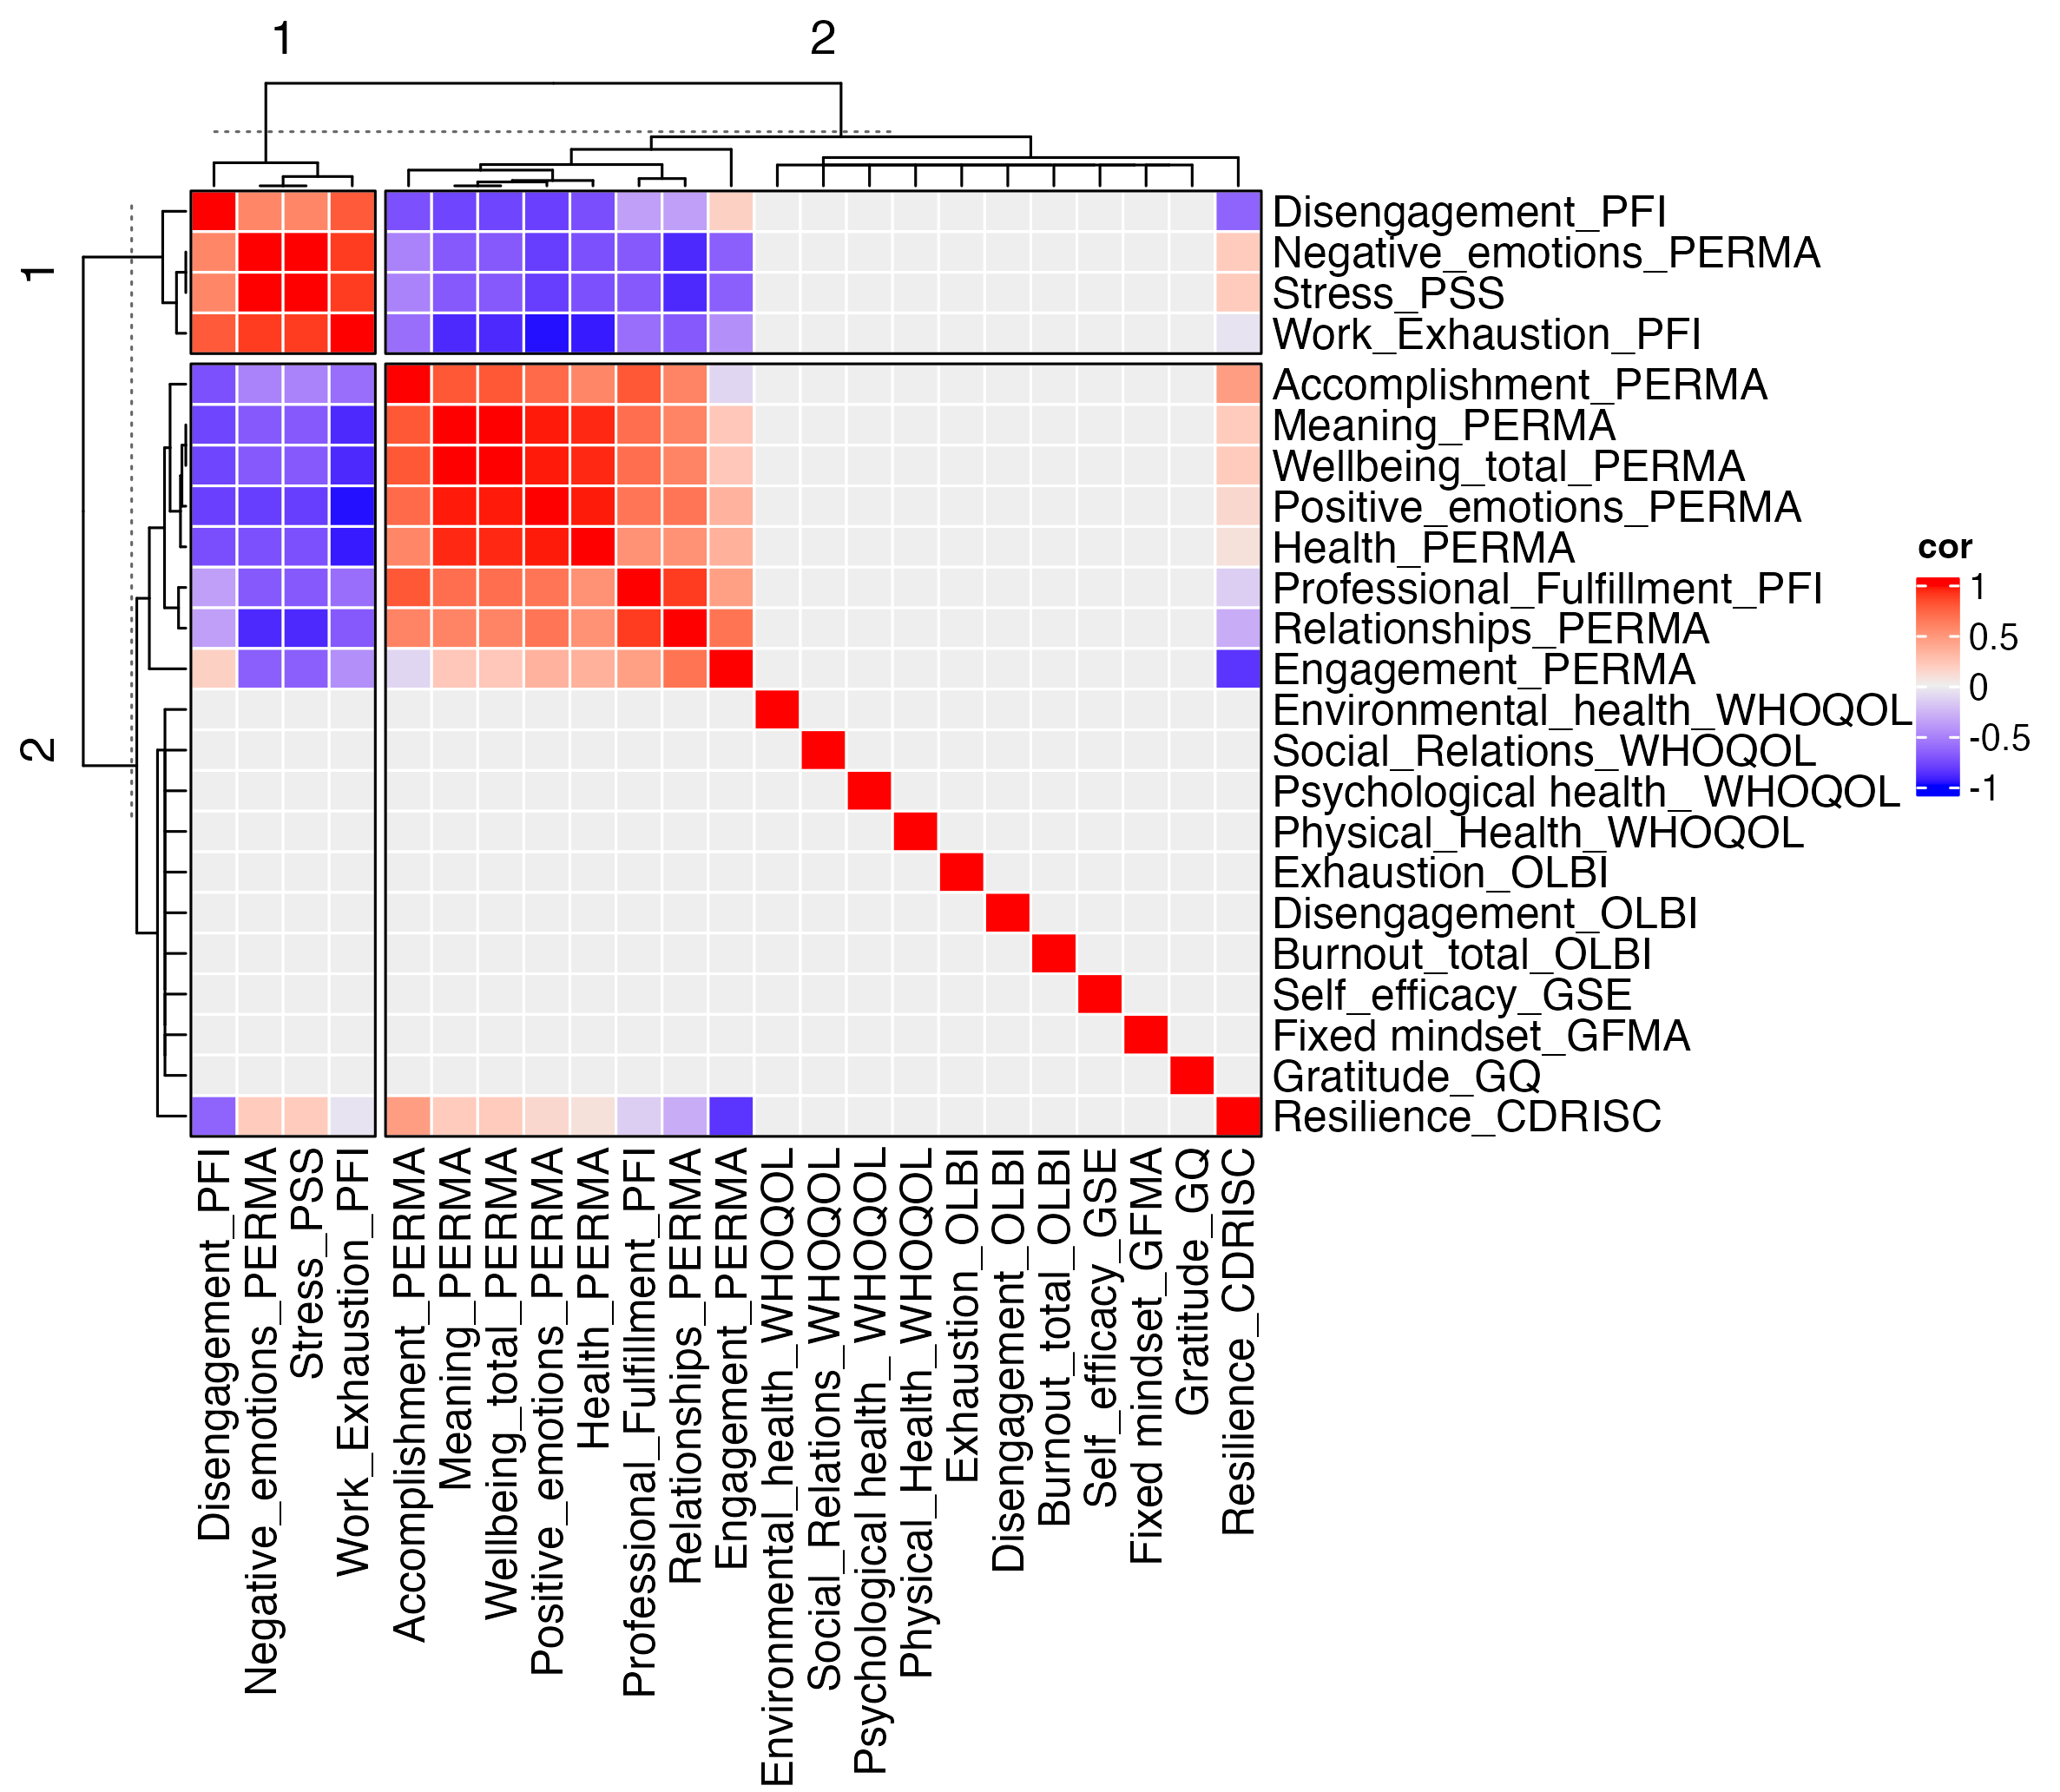 1
2
1
2
Disengagement_PFI
Negative_emotions_PERMA
Stress_PSS
Work_Exhaustion_PFI
Accomplishment_PERMA
Meaning_PERMA
Wellbeing_total_PERMA
Positive_emotions_PERMA
Health_PERMA
Professional_Fulfillment_PFI
Relationships_PERMA
Engagement_PERMA
Environmental_health_WHOQOL
Social_Relations_WHOQOL
Psychological health_ WHOQOL
Physical_Health_WHOQOL
Exhaustion_OLBI
Disengagement_OLBI
Burnout_total_OLBI
Self_efficacy_GSE
Fixed mindset_GFMA
Gratitude_GQ
Resilience_CDRISC
cor
1
0.5
0
-0.5
-1
Disengagement_PFI
Negative_emotions_PERMA
Stress_PSS
Work_Exhaustion_PFI
Accomplishment_PERMA
Meaning_PERMA
Wellbeing_total_PERMA
Positive_emotions_PERMA
Health_PERMA
Professional_Fulfillment_PFI
Relationships_PERMA
Engagement_PERMA
Environmental_health_WHOQOL
Social_Relations_WHOQOL
Psychological health_ WHOQOL
Physical_Health_WHOQOL
Exhaustion_OLBI
Disengagement_OLBI
Burnout_total_OLBI
Self_efficacy_GSE
Fixed mindset_GFMA
Gratitude_GQ
Resilience_CDRISC